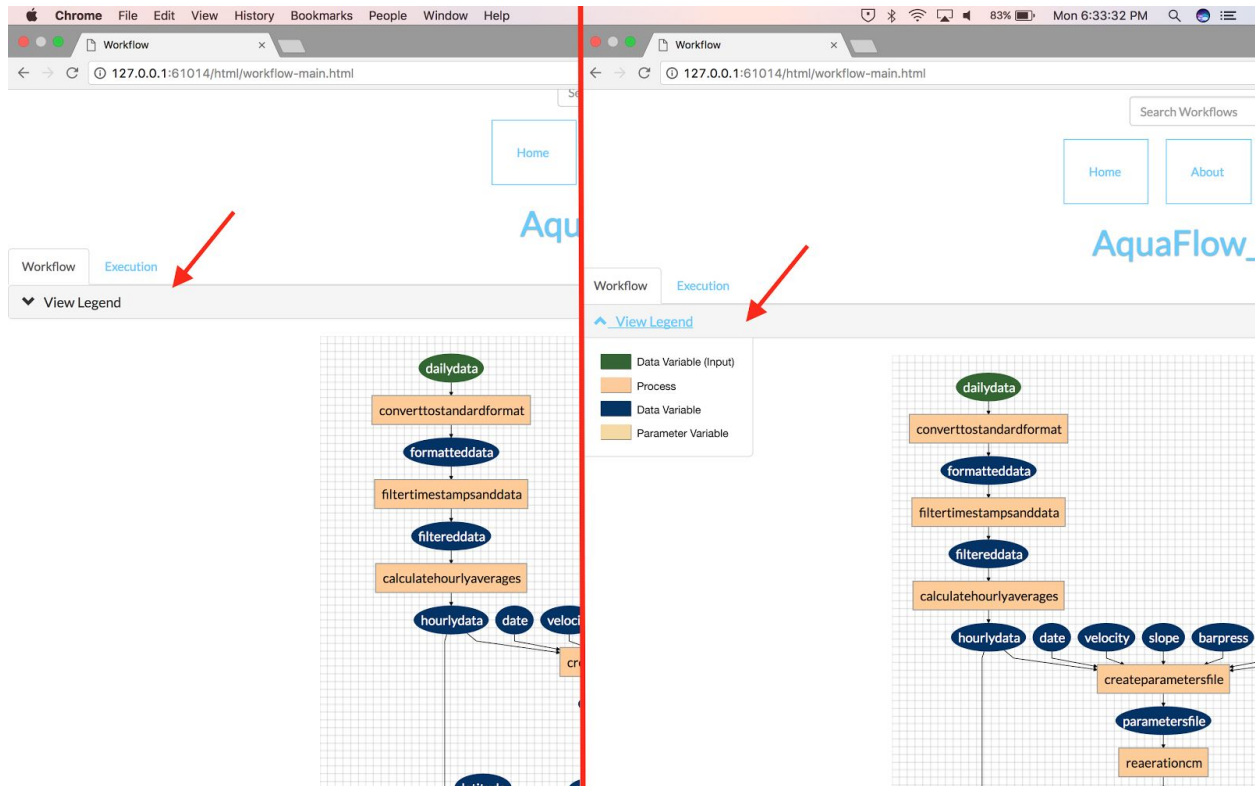 Chrome File Edit View History Bookmarks People Window Help
Workflow
127.0.0.1:61014/html/workflow-main.html
Se
Home
Aqu
Workflow Execution
View Legend
dailydata
converttostandardformat
formatteddata
filtertimestampsanddata
filtereddata
calculatehourlyaverages
hourlydata date veloci
cre
83% Mon 6:33:32 PM
Workflow
127.0.0.1:61014/html/workflow-main.html
Search Workflows
Home About
AquaFlow_
Workflow Execution
View Legend
Data Variable (Input)
Process
Data Variable
Parameter Variable
dailydata
converttostandardformat
formatteddata
filtertimestampsanddata
filtereddata
calculatehourlyaverages
hourlydata date velocity slope barpress
createparametersfile
parametersfile
reaerationcm